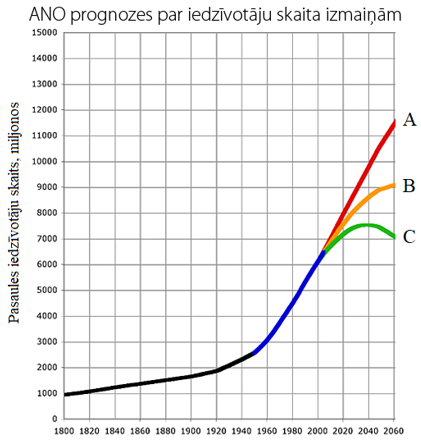 ANO prognozes par iedzīvotāju skaita izmaiņām
Pasaules iedzīvotāju skaits, miljonos
15000
14000
13000
12000
11000
10000
9000
8000
7000
6000
5000
4000
3000
2000
1000
0
A
B
C
1800 1820 1840 1860 1880 1900 1920 1940 1960 1980 2000 2020 2040 2060